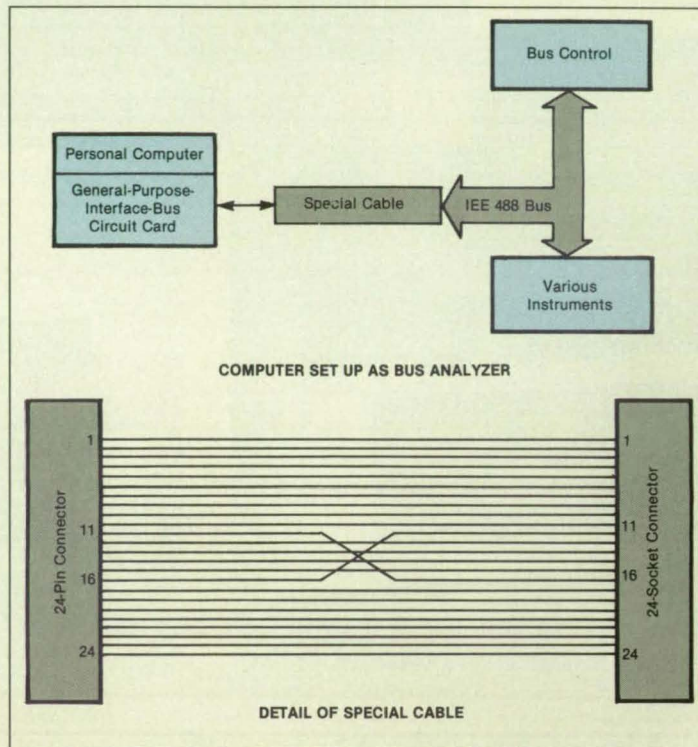 Bus Control
Personal Computer
General-Purpose-
Interface-Bus
Circuit Card
Special Cable
IEE 488 Bus
Various
Instruments
COMPUTER SET UP AS BUS ANALYZER
24-Pin Connector
1
11
16
24
1
11
16
24
24-Socket Connector
DETAIL OF SPECIAL CABLE